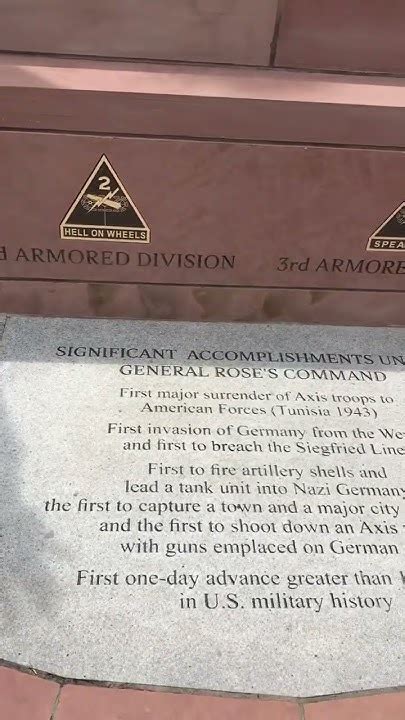 2
HELL ON WHEELS
SPEA
d ARMORED DIVISION 3rd ARMORE
SIGNIFICANT ACCOMPLISHMENTS UN
GENERAL ROSE'S COMMAND
First major surrender of Axis troops to
American Forces (Tunisia 1943)
First invasion of Germany from the We
and first to breach the Siegfried Line
First to fire artillery shells and
lead a tank unit into Nazi Germany
the first to capture a town and a major city
and the first to shoot down an Axis
with guns emplaced on German
First one-day advance greater than
in U.S. military history